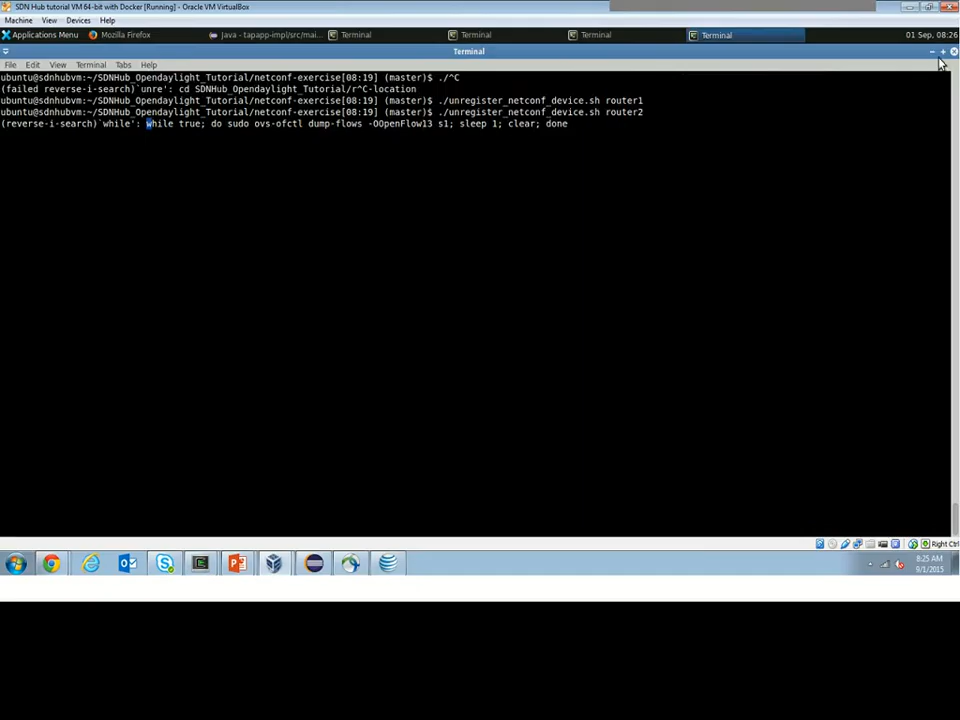 SDN Hub tutorial VM 64-bit with Docker [Running] - Oracle VM VirtualBox
Machine View Devices Help
Applications Menu Mozilla Firefox Java - tapapp-impl/src/mai... Terminal Terminal Terminal Terminal 01 Sep, 08:26
Terminal
File Edit View Terminal Tabs Help
ubuntu@sdnhubvm:~/SDNHub_Opendaylight_Tutorial/netconf-exercise[08:19] (master)$ ./^C
(failed reverse-i-search)`unre': cd SDNHUB_Opendaylight_Tutorial/r^C-location
ubuntu@sdnhubvm:~/SDNHub_Opendaylight_Tutorial/netconf-exercise[08:19] (master)$ ./unregister_netconf_device.sh router1
ubuntu@sdnhubvm:~/SDNHub_Opendaylight_Tutorial/netconf-exercise[08:19] (master)$ ./unregister_netconf_device.sh router2
(reverse-i-search)`while': while true; do sudo ovs-ofctl dump-flows -OOpenFlow13 s1; sleep 1; clear; done
Right Ctrl
8:25 AM
9/1/2015